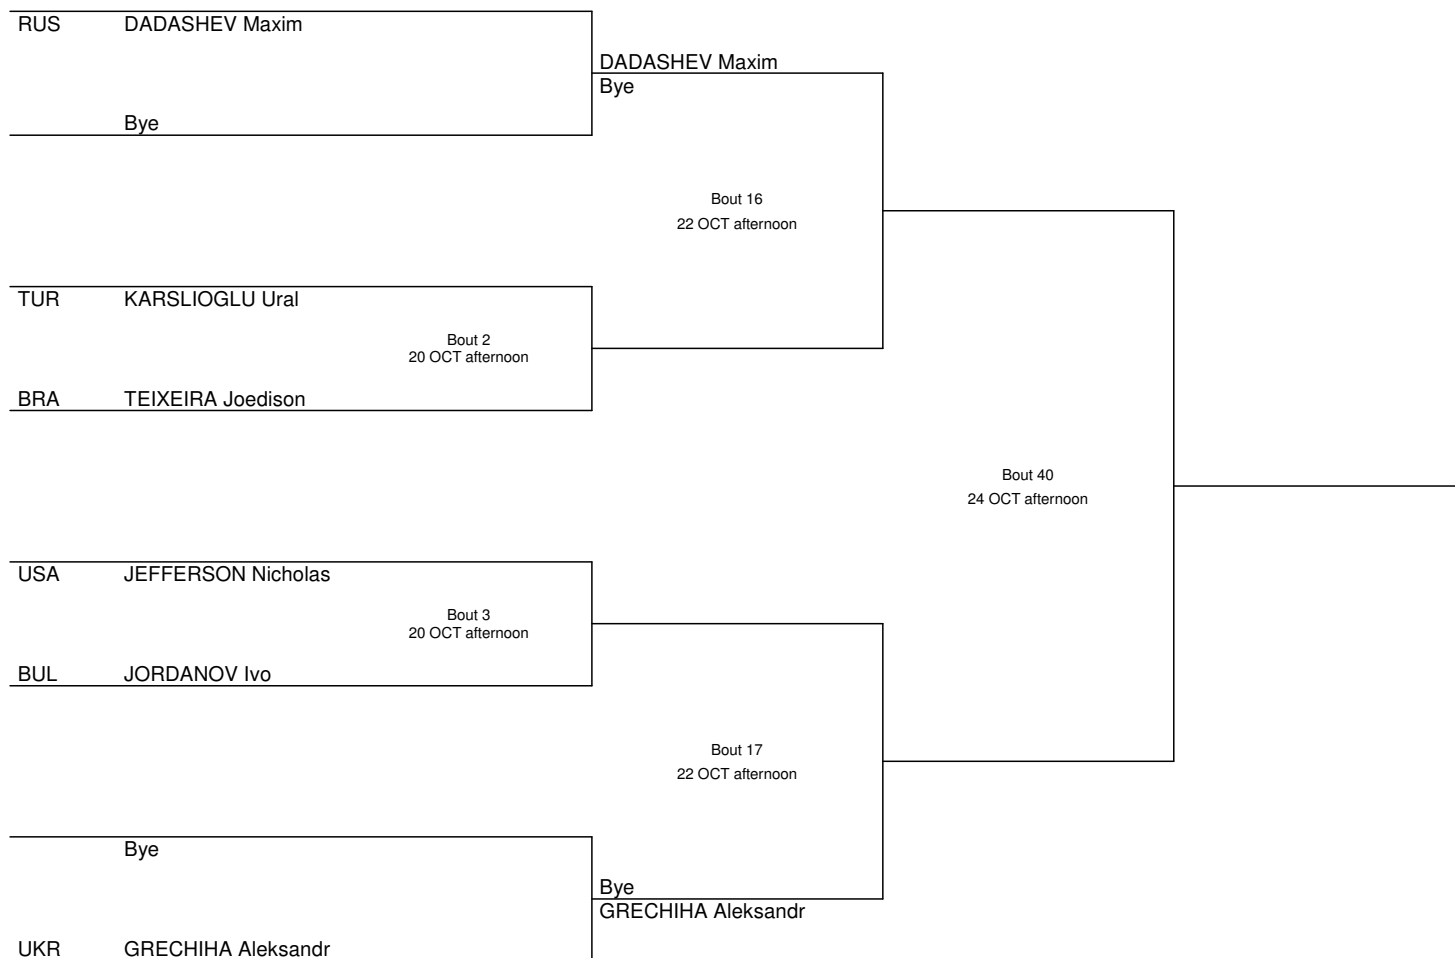 RUS DADASHEV Maxim
DADASHEV Maxim
Bye
Bye
Bout 16
22 OCT afternoon
TUR KARSLIOGLU Ural
Bout 2
20 OCT afternoon
BRA TEIXEIRA Joedison
Bout 40
24 OCT afternoon
USA JEFFERSON Nicholas
Bout 3
20 OCT afternoon
BUL JORDANOV Ivo
Bout 17
22 OCT afternoon
Bye
Bye
GRECHIHA Aleksandr
UKR GRECHIHA Aleksandr